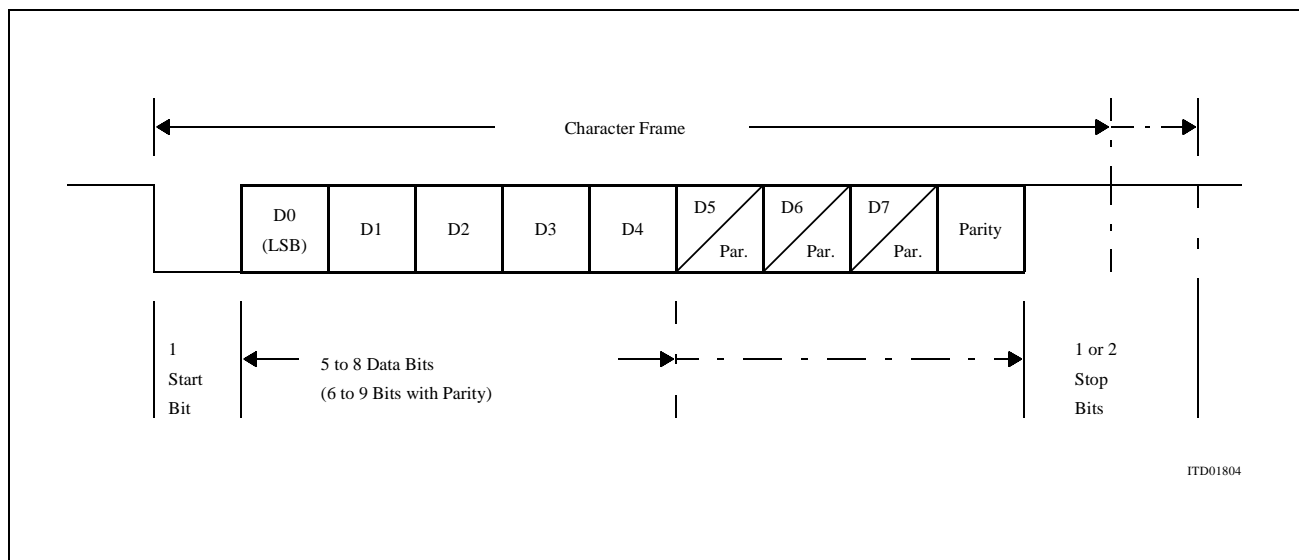 Character Frame
D0
(LSB)
D1
D2
D3
D4
D5
Par.
D6
Par.
D7
Par.
Parity
1
Start
Bit
5 to 8 Data Bits
(6 to 9 Bits with Parity)
1 or 2
Stop
Bits
ITD01804